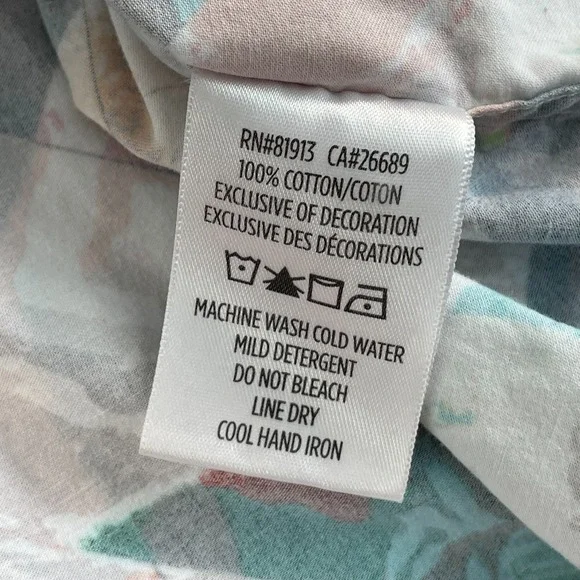 RN#81913 CA#26689
100% COTTON/COTON
EXCLUSIVE OF DECORATION
EXCLUSIVE DES DÉCORATIONS
MACHINE WASH COLD WATER
MILD DETERGENT
DO NOT BLEACH
LINE DRY
COOL HAND IRON